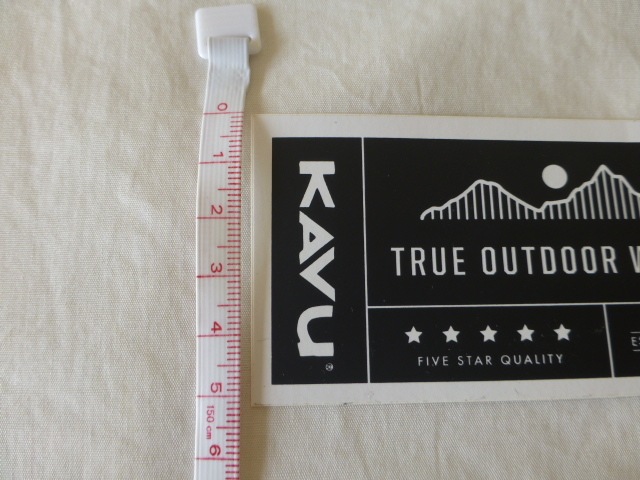 0
1
2
3
4
5
150 cm
6
KAVU®
TRUE OUTDOOR
★ ★ ★ ★ ★
FIVE STAR QUALITY